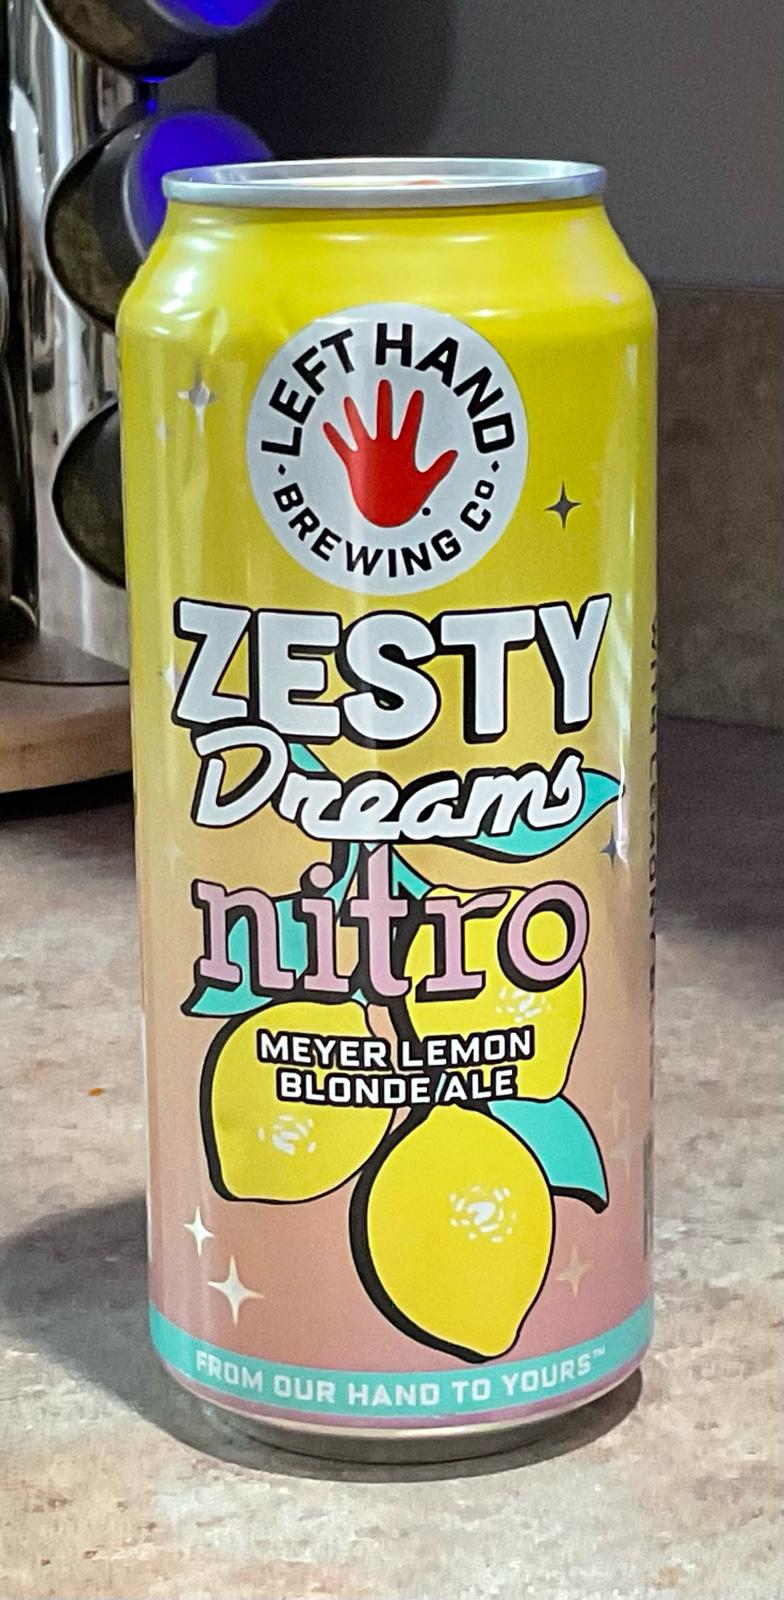 LEFT HAND
BREWING Co.
ZESTY
Dreams
nitro
MEYER LEMON
BLONDE ALE
FROM OUR HAND TO YOURS™